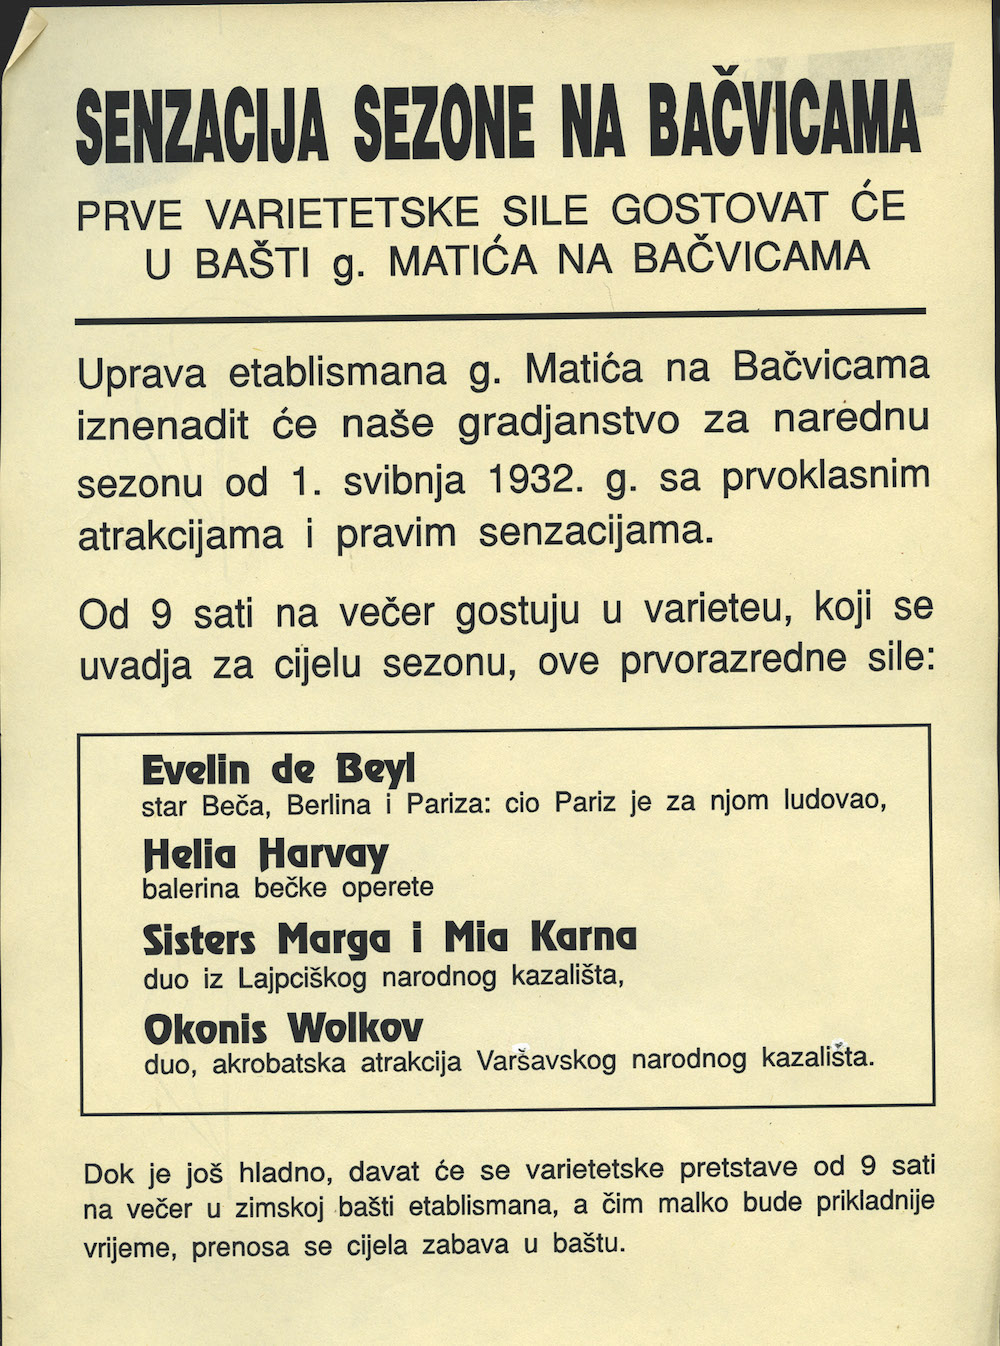 SENZACIJA SEZONE NA BAČVICAMA
PRVE VARIETETSKE SILE GOSTOVAT ĆE
U BAŠTI g. MATIĆA NA BAČVICAMA
Uprava etablismana g. Matića na Bačvicama
iznenadit će naše gradjanstvo za narednu
sezonu od 1. svibnja 1932. g. sa prvoklasnim
atrakcijama i pravim senzacijama.
Od 9 sati na večer gostuju u varieteu, koji se
uvadja za cijelu sezonu, ove prvorazredne sile:
Evelin de Beyl
star Beča, Berlina i Pariza: cio Pariz je za njom ludovao,
Helia Harvay
balerina bečke operete
Sisters Marga i Mia Karna
duo iz Lajpciškog narodnog kazališta,
Okonis Wolkov
duo, akrobatska atrakcija Varšavskog narodnog kazališta.
Dok je još hladno, davat će se varietetske pretstave od 9 sati
na večer u zimskoj bašti etablismana, a čim malko bude prikladnije
vrijeme, prenosa se cijela zabava u baštu.